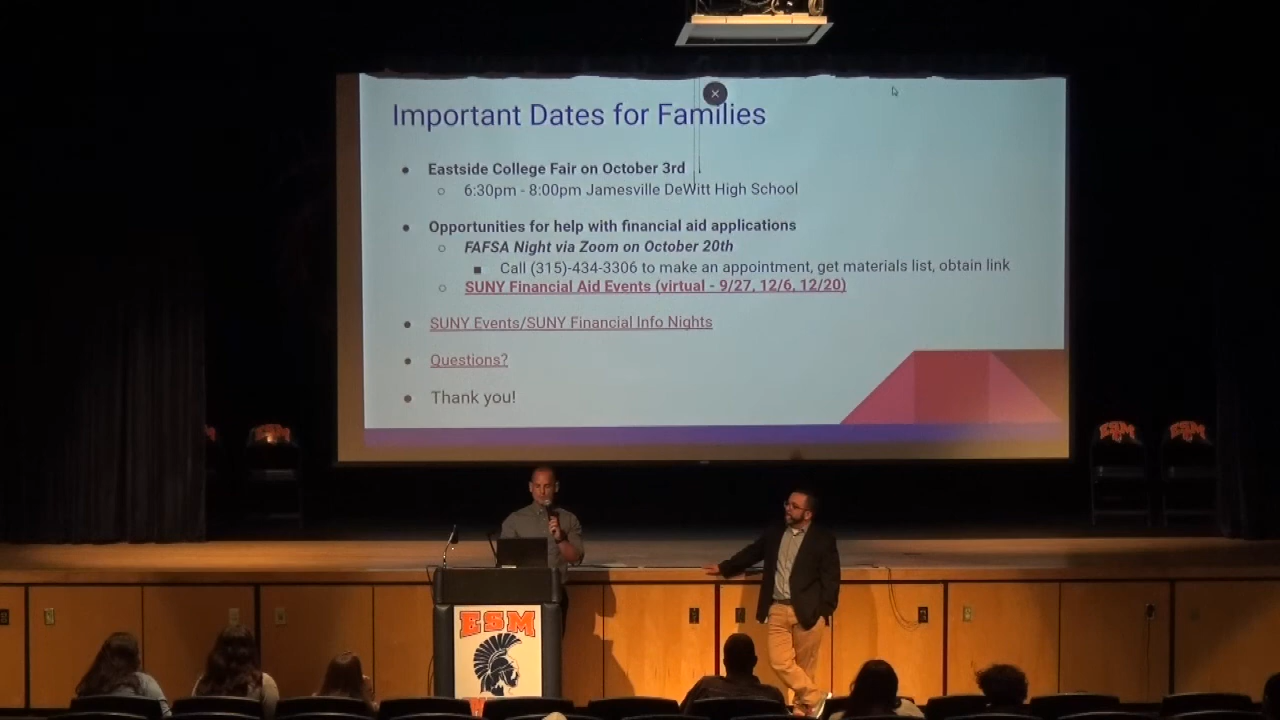 Important Dates for Families
● Eastside College Fair on October 3rd
○ 6:30pm - 8:00pm Jamesville DeWitt High School
● Opportunities for help with financial aid applications
○ FAFSA Night via Zoom on October 20th
■ Call (315)-434-3306 to make an appointment, get materials list, obtain link
○ SUNY Financial Aid Events (virtual - 9/27, 12/6, 12/20)
● SUNY Events/SUNY Financial Info Nights
● Questions?
● Thank you!
ESM
ESM
ESM
ESM